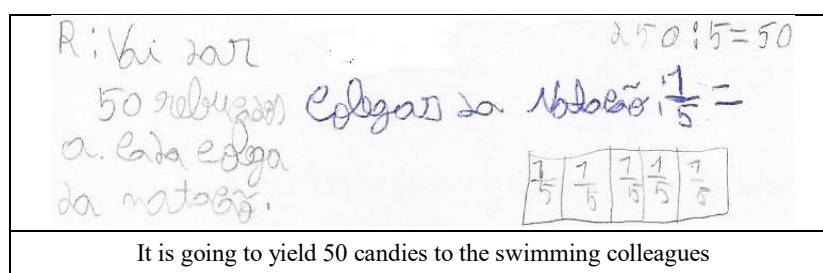 R: Vai dar
50 rebuçados
a cada colega
da natação.
250:5=50
Colegas da Natação: 1/5 =
1/5 1/5 1/5 1/5 1/5
It is going to yield 50 candies to the swimming colleagues